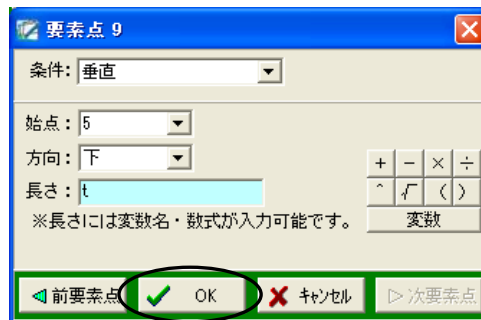 要素点 9
条件: 垂直
始点: 5
方向: 下
長さ: t
+ - × ÷
^ √ ( )
※長さには変数名・数式が入力可能です。
変数
前要素点 OK キャンセル 次要素点